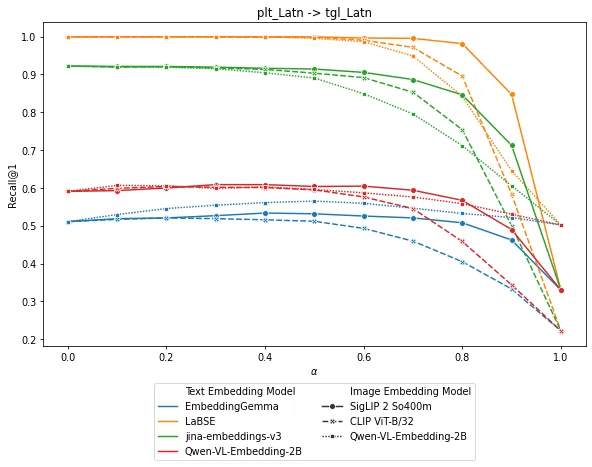 plt_Latn -> tgl_Latn
Recall@1
1.0
0.9
0.8
0.7
0.6
0.5
0.4
0.3
0.2
0.0 0.2 0.4 0.6 0.8 1.0
α
Text Embedding Model Image Embedding Model
EmbeddingGemma SigLIP 2 So400m
LaBSE CLIP ViT-B/32
jina-embeddings-v3 Qwen-VL-Embedding-2B
Qwen-VL-Embedding-2B